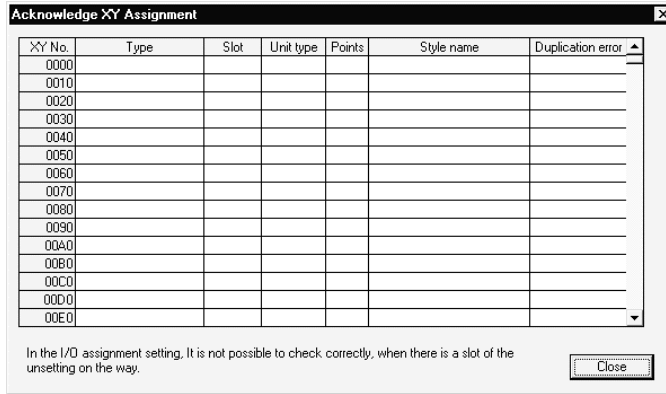 Acknowledge XY Assignment
XY No. Type Slot Unit type Points Style name Duplication error
0000
0010
0020
0030
0040
0050
0060
0070
0080
0090
00A0
00B0
00C0
00D0
00E0
In the I/O assignment setting, It is not possible to check correctly, when there is a slot of the
unsetting on the way.
Close